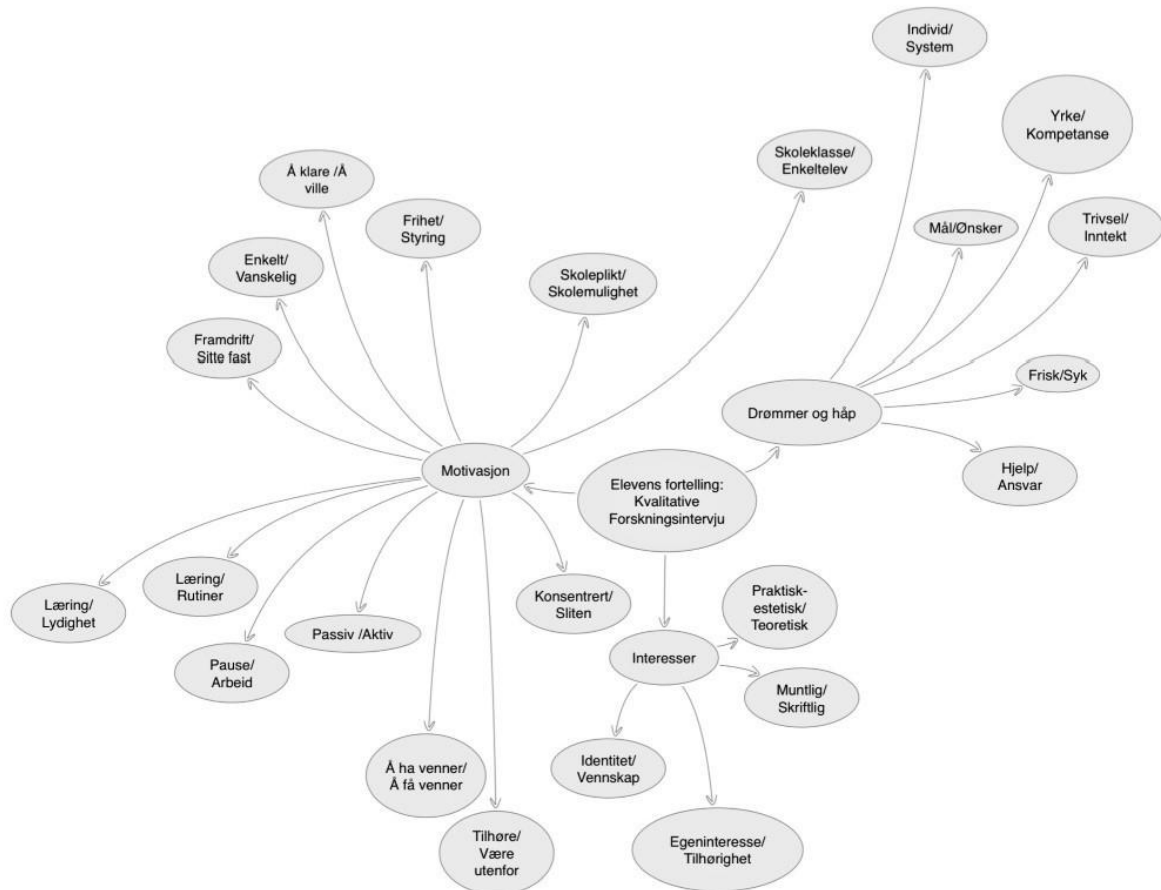 Individ/
System
Yrke/
Kompetanse
Skoleklasse/
Enkeltelev
Å klare /Å
ville
Frihet/
Styring
Mål/Ønsker
Trivsel/
Inntekt
Enkelt/
Vanskelig
Skoleplikt/
Skolemulighet
Framdrift/
Sitte fast
Frisk/Syk
Drømmer og håp
Motivasjon
Elevens fortelling:
Kvalitative
Forskningsintervju
Hjelp/
Ansvar
Læring/
Lydighet
Læring/
Rutiner
Pause/
Arbeid
Passiv /Aktiv
Konsentrert/
Sliten
Praktisk-
estetisk/
Teoretisk
Interesser
Muntlig/
Skriftlig
Å ha venner/
Å få venner
Identitet/
Vennskap
Tilhøre/
Være
utenfor
Egeninteresse/
Tilhørighet